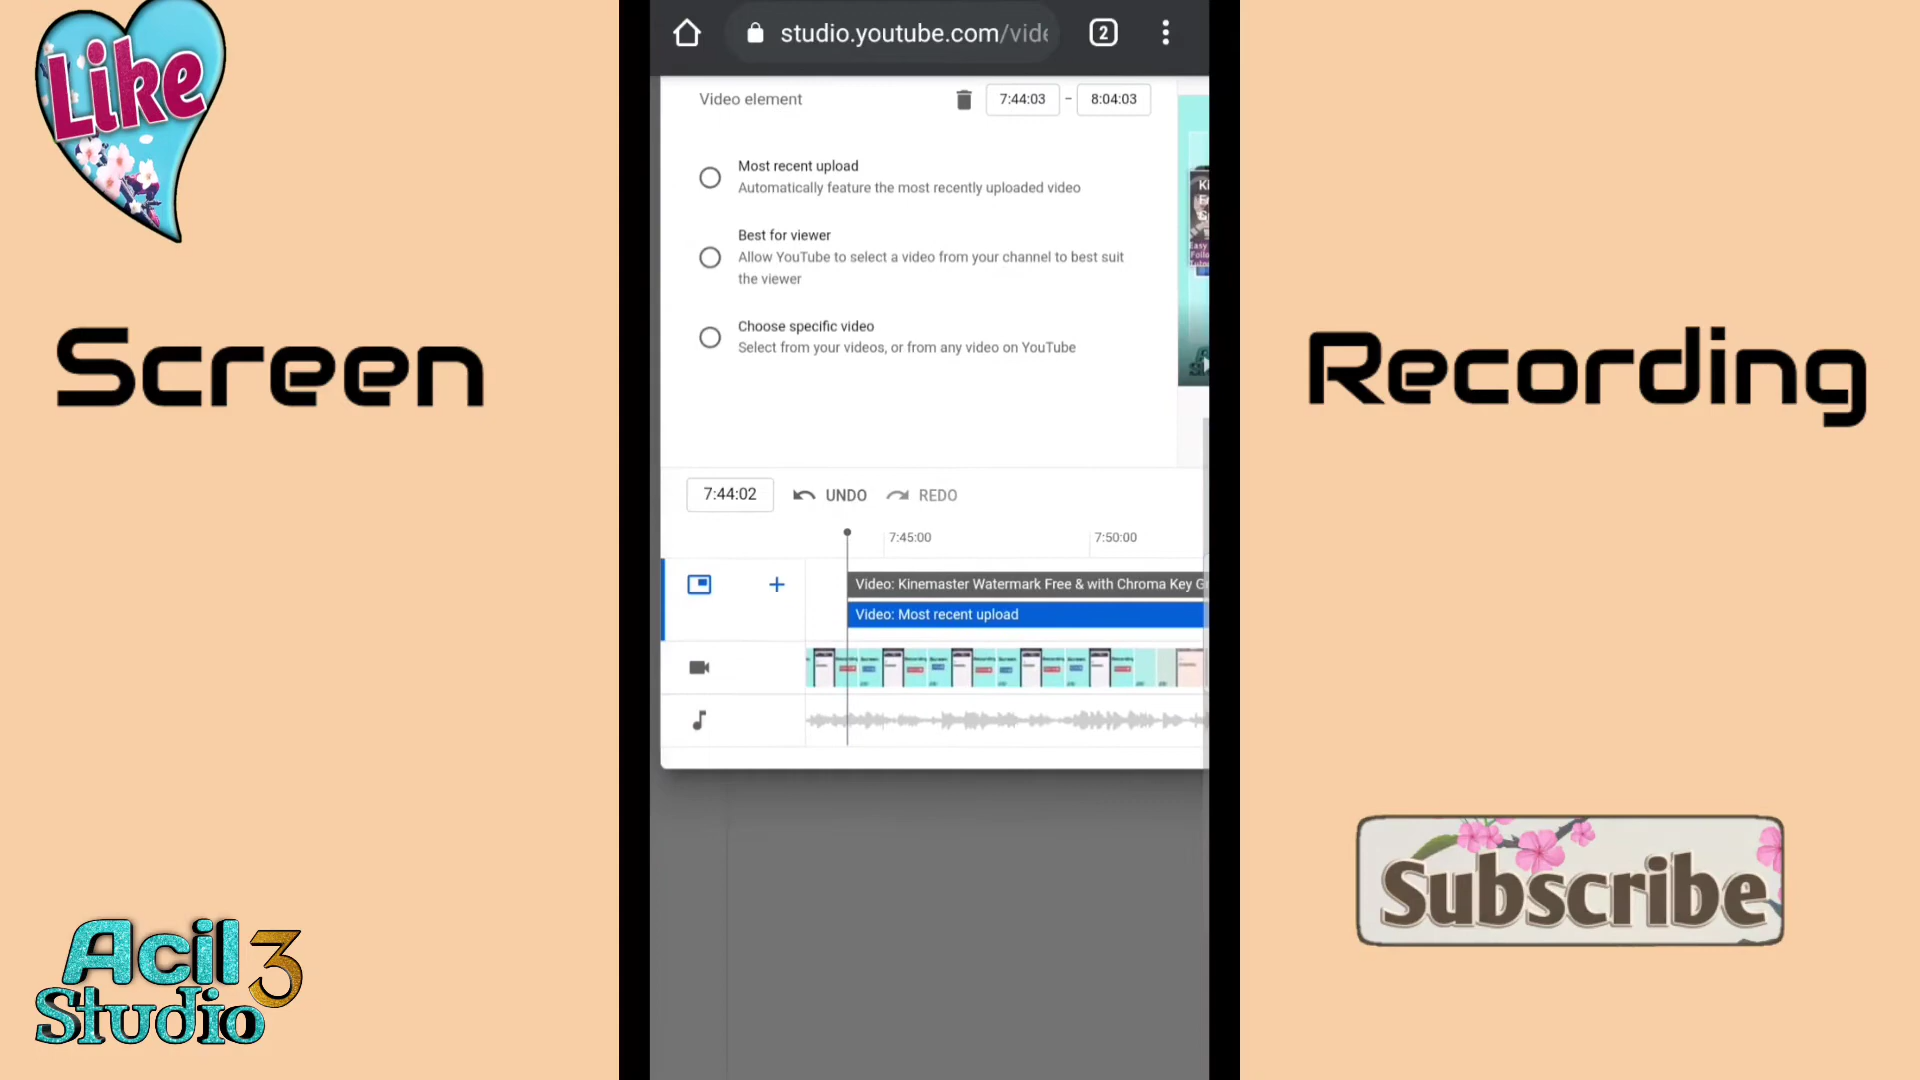 Like
Screen
Acil 3
Studio
studio.youtube.com/vide
2
Video element
7:44:03 - 8:04:03
Most recent upload
Automatically feature the most recently uploaded video
Best for viewer
Allow YouTube to select a video from your channel to best suit
the viewer
Choose specific video
Select from your videos, or from any video on YouTube
7:44:02 UNDO REDO
7:45:00 7:50:00
Video: Kinemaster Watermark Free & with Chroma Key G
Video: Most recent upload
Recording
Subscribe